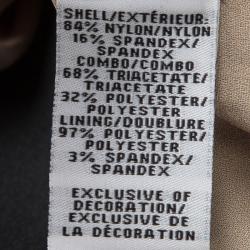 SHELL/EXTÉRIEUR:
84% NYLON/NYLON
16% SPANDEX/
SPANDEX
COMBO/COMBO
68% TRIACETATE/
TRIACETATE
32% POLYESTER/
POLYESTER
LINING/DOUBLURE
97% POLYESTER/
POLYESTER
3% SPANDEX/
SPANDEX
EXCLUSIVE OF
DECORATION/
EXCLUSIVE DE
LA DÉCORATION